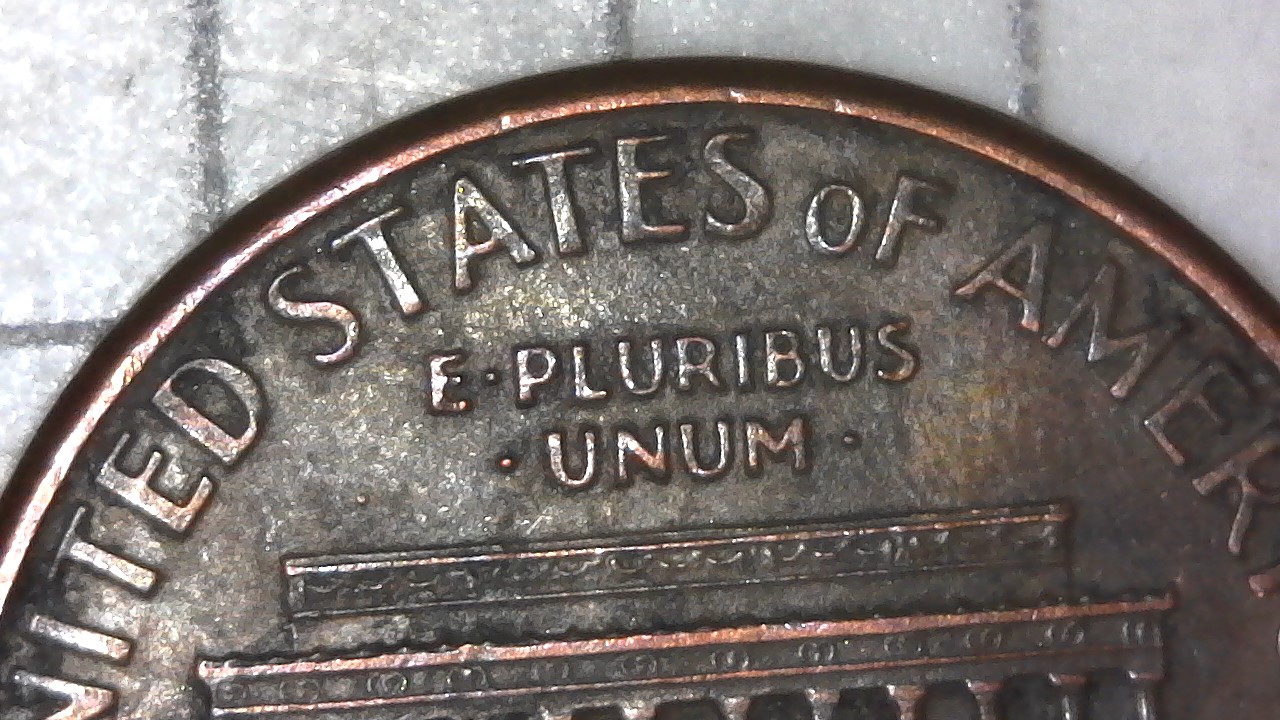 UNITED STATES OF AMER
E·PLURIBUS
·UNUM·